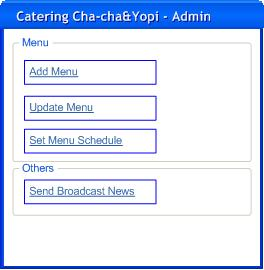 Catering Cha-cha&Yopi - Admin
Menu
Add Menu
Update Menu
Set Menu Schedule
Others
Send Broadcast News